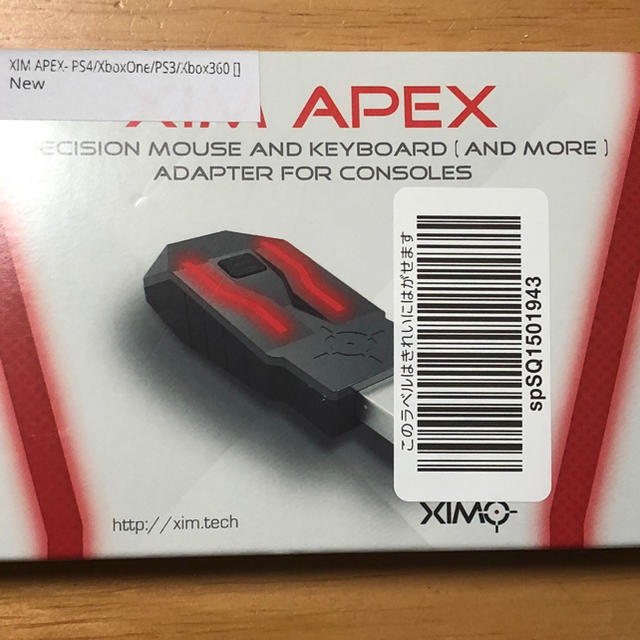 XIM APEX- PS4/XboxOne/PS3/Xbox360 []
New
XIM APEX
ECISION MOUSE AND KEYBOARD ( AND MORE )
ADAPTER FOR CONSOLES
このラベルはきれいにはがせます
spSQ1501943
http://xim.tech
XIM